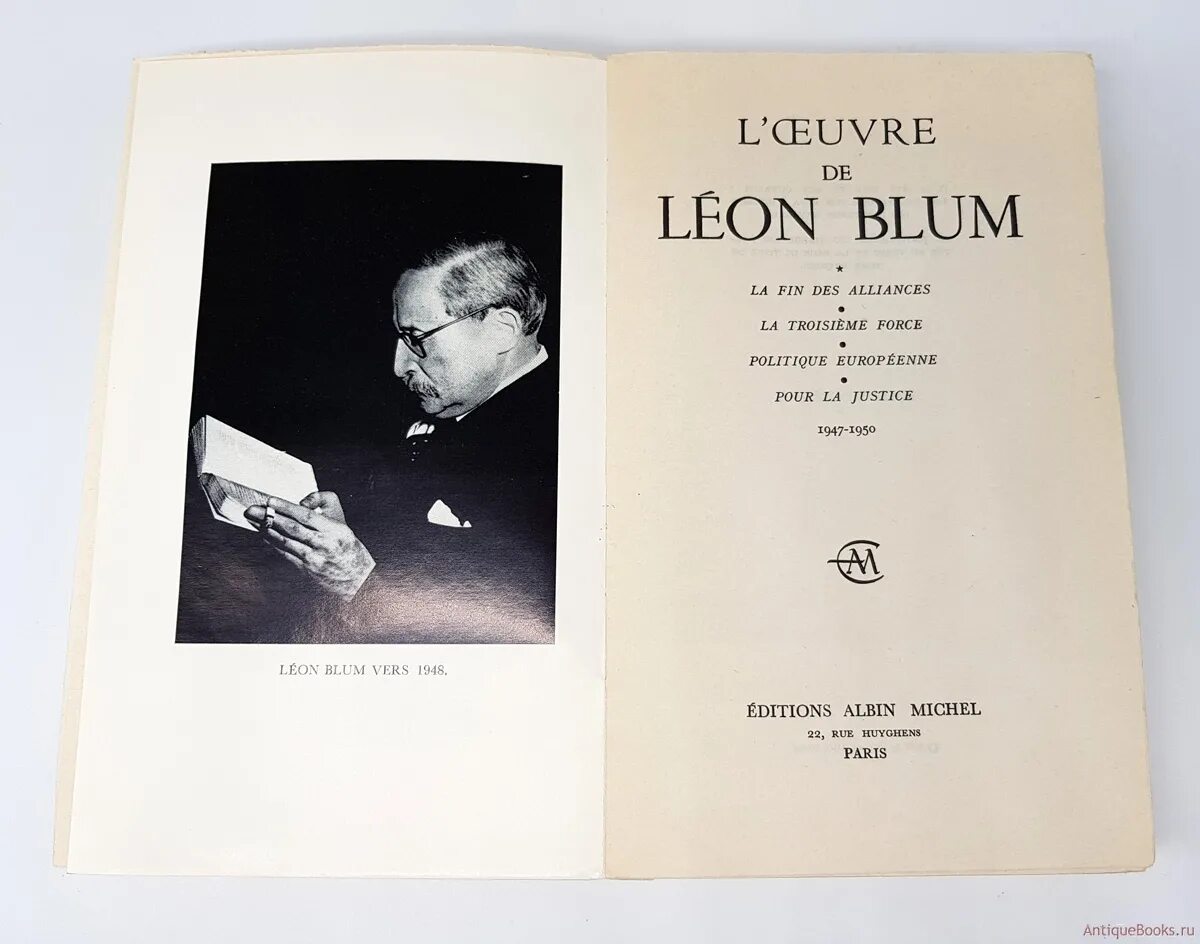 LÉON BLUM VERS 1948.
L'ŒUVRE
DE
LÉON BLUM
*
LA FIN DES ALLIANCES
•
LA TROISIÈME FORCE
•
POLITIQUE EUROPÉENNE
•
POUR LA JUSTICE
1947-1950
ÉDITIONS ALBIN MICHEL
22, RUE HUYGHENS
PARIS
AntiqueBooks.ru